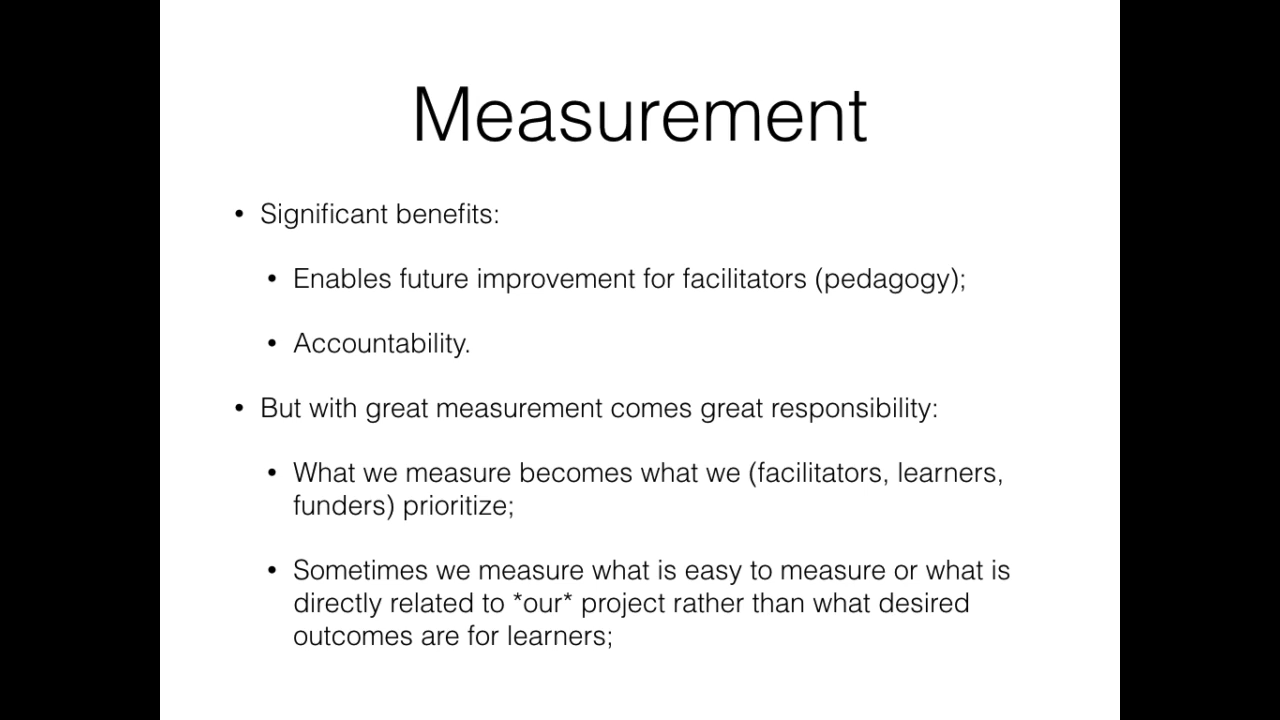 Measurement
• Significant benefits:
• Enables future improvement for facilitators (pedagogy);
• Accountability.
• But with great measurement comes great responsibility:
• What we measure becomes what we (facilitators, learners,
funders) prioritize;
• Sometimes we measure what is easy to measure or what is
directly related to *our* project rather than what desired
outcomes are for learners;